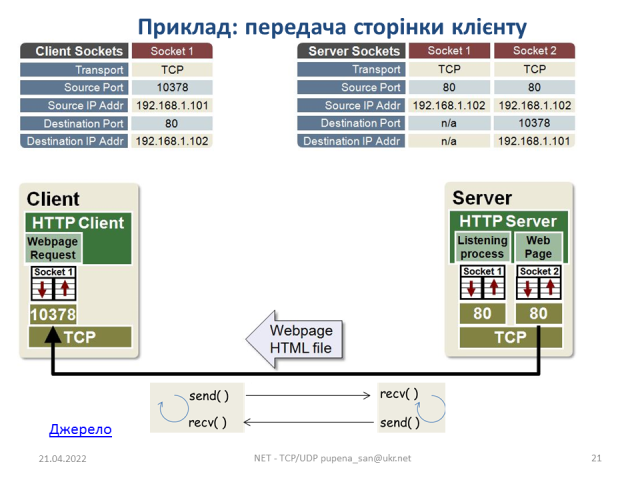 Приклад: передача сторінки клієнту
Client Sockets Socket 1
Transport TCP
Source Port 10378
Source IP Addr 192.168.1.101
Destination Port 80
Destination IP Addr 192.168.1.102
Server Sockets Socket 1 Socket 2
Transport TCP TCP
Source Port 80 80
Source IP Addr 192.168.1.102 192.168.1.102
Destination Port n/a 10378
Destination IP Addr n/a 192.168.1.101
Client
HTTP Client
Webpage
Request
Socket 1
10378
TCP
Server
HTTP Server
Listening
process
Web
Page
Socket 1
Socket 2
80
80
TCP
Webpage
HTML file
send( )
recv( )
recv( )
send( )
Джерело
21.04.2022
NET - TCP/UDP pupena_san@ukr.net
21